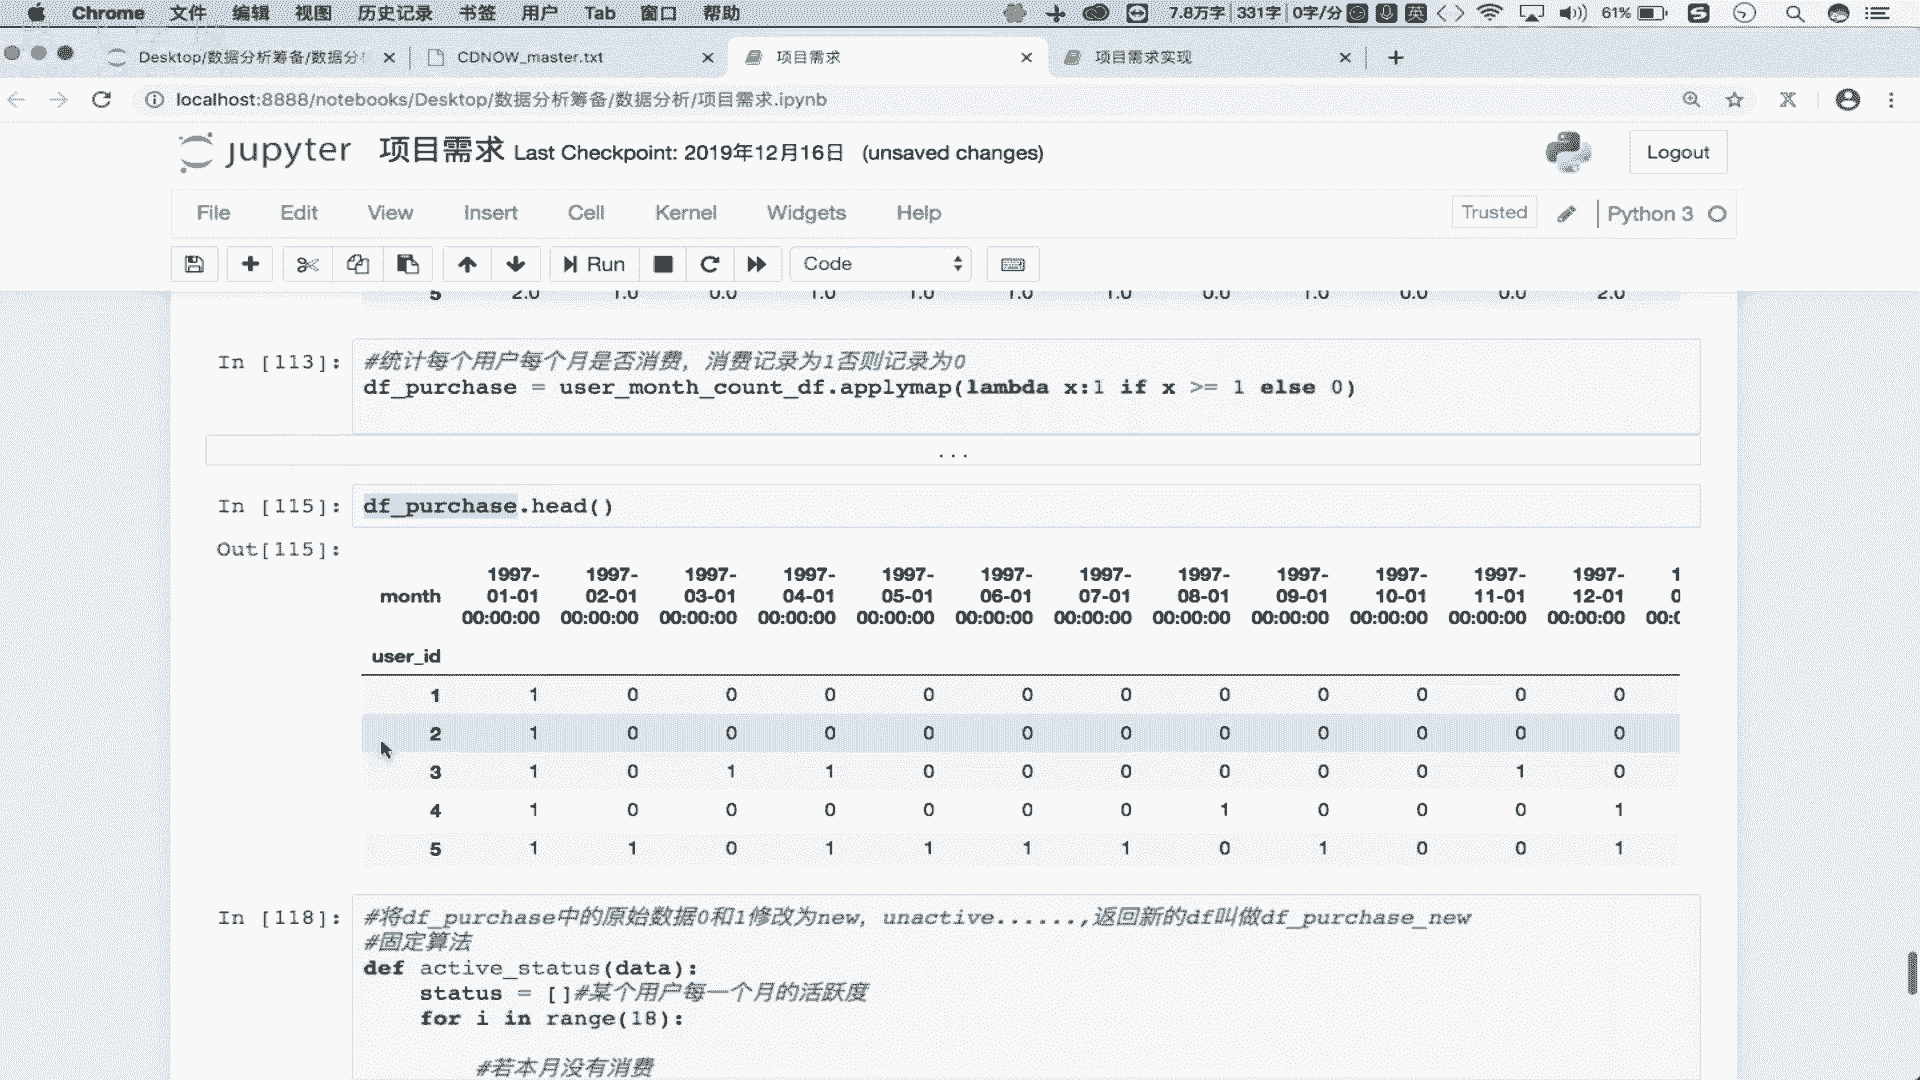 Chrome 文件 编辑 视图 历史记录 书签 用户 Tab 窗口 帮助 7.8万字 331字 0字/分 英 61%
Desktop/数据分析筹备/数据分 CDNOW_master.txt 项目需求 项目需求实现
localhost:8888/notebooks/Desktop/数据分析筹备/数据分析/项目需求.ipynb
jupyter 项目需求 Last Checkpoint: 2019年12月16日 (unsaved changes) Logout
File Edit View Insert Cell Kernel Widgets Help Trusted Python 3
Run Code
5 2.0 1.0 0.0 1.0 1.0 1.0 1.0 0.0 1.0 0.0 0.0 2.0
In [113]: #统计每个用户每个月是否消费，消费记录为1否则记录为0
df_purchase = user_month_count_df.applymap(lambda x:1 if x >= 1 else 0)
...
In [115]: df_purchase.head()
Out[115]:
1997- 1997- 1997- 1997- 1997- 1997- 1997- 1997- 1997- 1997- 1997- 1997- 1
month 01-01 02-01 03-01 04-01 05-01 06-01 07-01 08-01 09-01 10-01 11-01 12-01 0
00:00:00 00:00:00 00:00:00 00:00:00 00:00:00 00:00:00 00:00:00 00:00:00 00:00:00 00:00:00 00:00:00 00:00:00 00:0
user_id
1 1 0 0 0 0 0 0 0 0 0 0 0
2 1 0 0 0 0 0 0 0 0 0 0 0
3 1 0 1 1 0 0 0 0 0 0 1 0
4 1 0 0 0 0 0 0 1 0 0 0 1
5 1 1 0 1 1 1 1 0 1 0 0 1
In [118]: #将df_purchase中的原始数据0和1修改为new，unactive......,返回新的df叫做df_purchase_new
#固定算法
def active_status(data):
status = []#某个用户每一个月的活跃度
for i in range(18):
#若本月没有消费